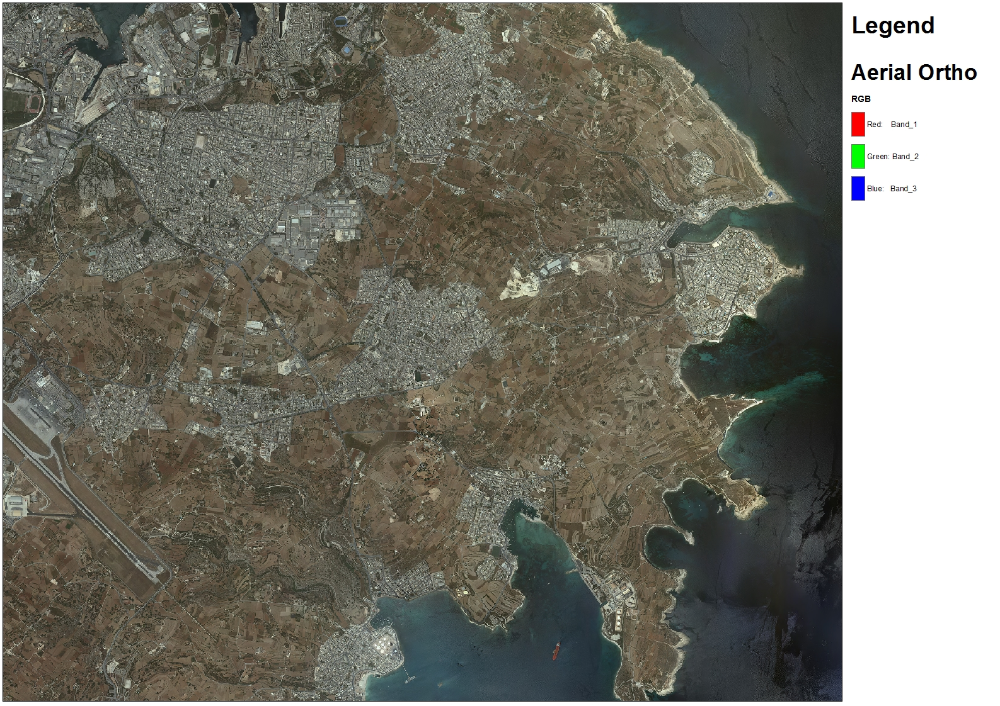 Legend
Aerial Ortho
RGB
Red: Band_1
Green: Band_2
Blue: Band_3